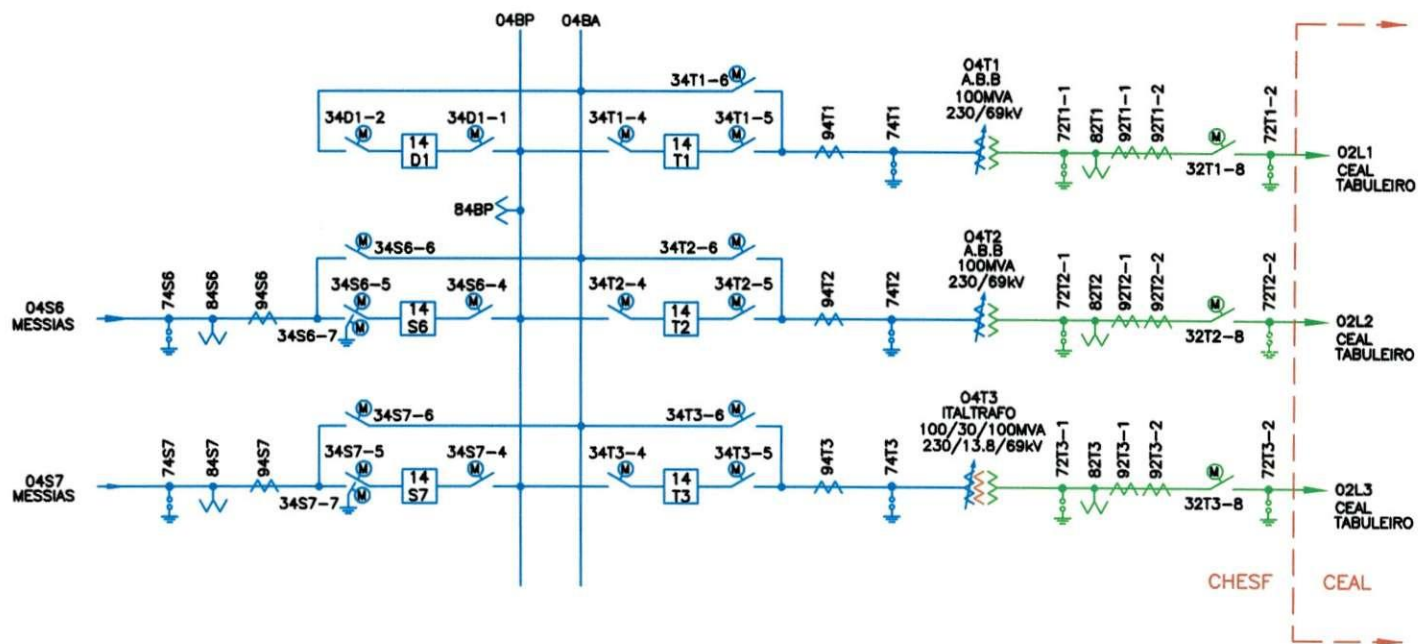 04BP
04BA
34T1-6
34D1-2
34D1-1
34T1-4
34T1-5
14
D1
14
T1
94T1
74T1
04T1
A.B.B
100MVA
230/69kV
72T1-1
82T1
92T1-1
92T1-2
M
32T1-8
72T1-2
02L1
CEAL
TABULEIRO
84BP
34S6-6
34T2-6
04S6
MESSIAS
74S6
84S6
94S6
34S6-5
34S6-7
14
S6
34S6-4
34T2-4
14
T2
34T2-5
94T2
74T2
04T2
A.B.B
100MVA
230/69kV
72T2-1
82T2
92T2-1
92T2-2
M
32T2-8
72T2-2
02L2
CEAL
TABULEIRO
34S7-6
34T3-6
04S7
MESSIAS
74S7
84S7
94S7
34S7-5
34S7-7
14
S7
34S7-4
34T3-4
14
T3
34T3-5
94T3
74T3
04T3
ITALTRAFO
100/30/100MVA
230/13.8/69kV
72T3-1
82T3
92T3-1
92T3-2
M
32T3-8
72T3-2
02L3
CEAL
TABULEIRO
CHESF
CEAL